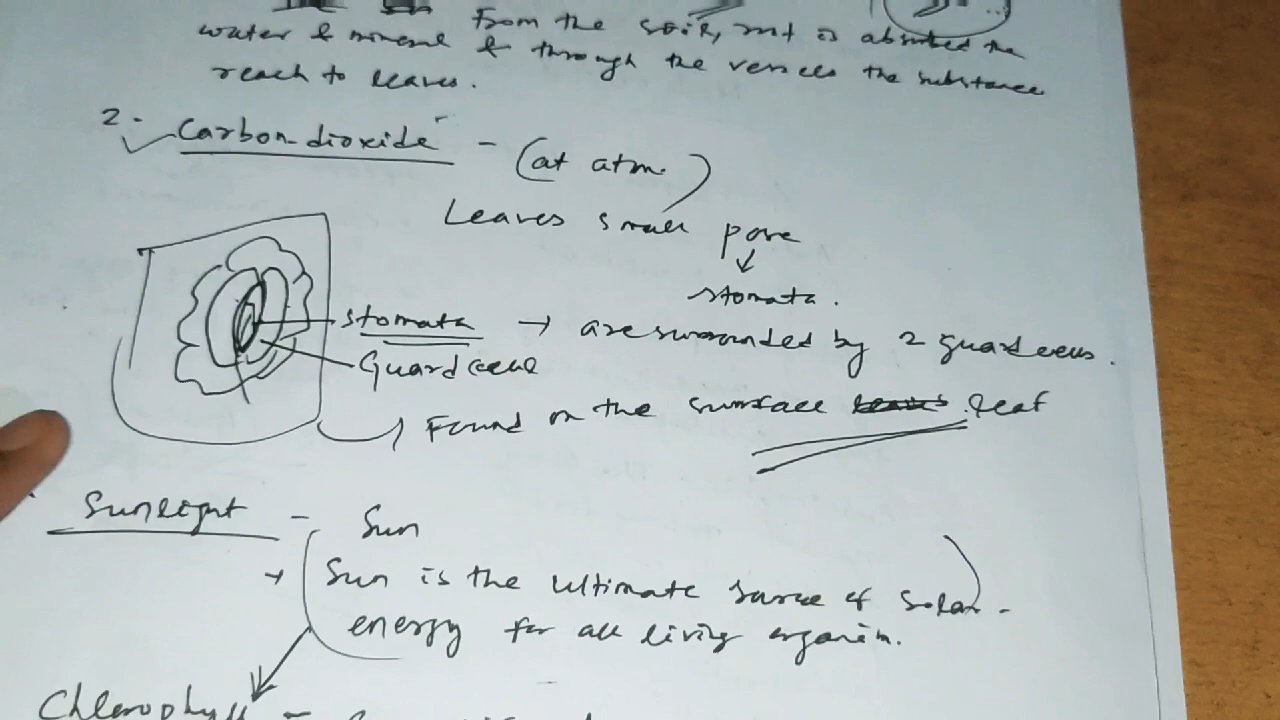 From the soil, root is absorbed the
water & mineral & through the vessels the substance
reach to leaves.
2. Carbon-dioxide - (at atm.)
Leaves small pore
↓
stomata.
stomata → are surrounded by 2 guard cells.
Guard cell
Found on the surface leaf
Sunlight - Sun
→ Sun is the ultimate source of solar
energy for all living organism.
Chlorophyll -